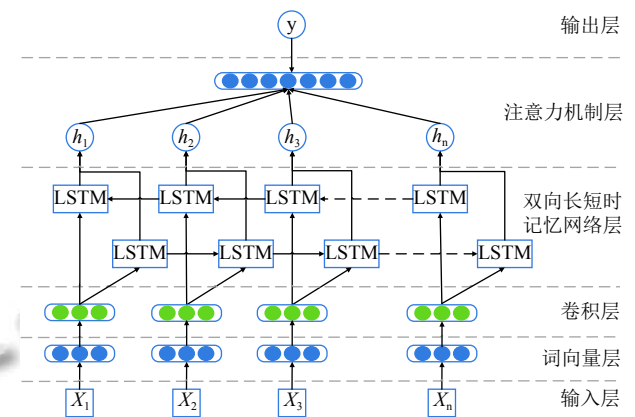 y
输出层
注意力机制层
h1 h2 h3 hn
LSTM LSTM LSTM LSTM
双向长短时
记忆网络层
LSTM LSTM LSTM LSTM
卷积层
词向量层
X1 X2 X3 Xn
输入层